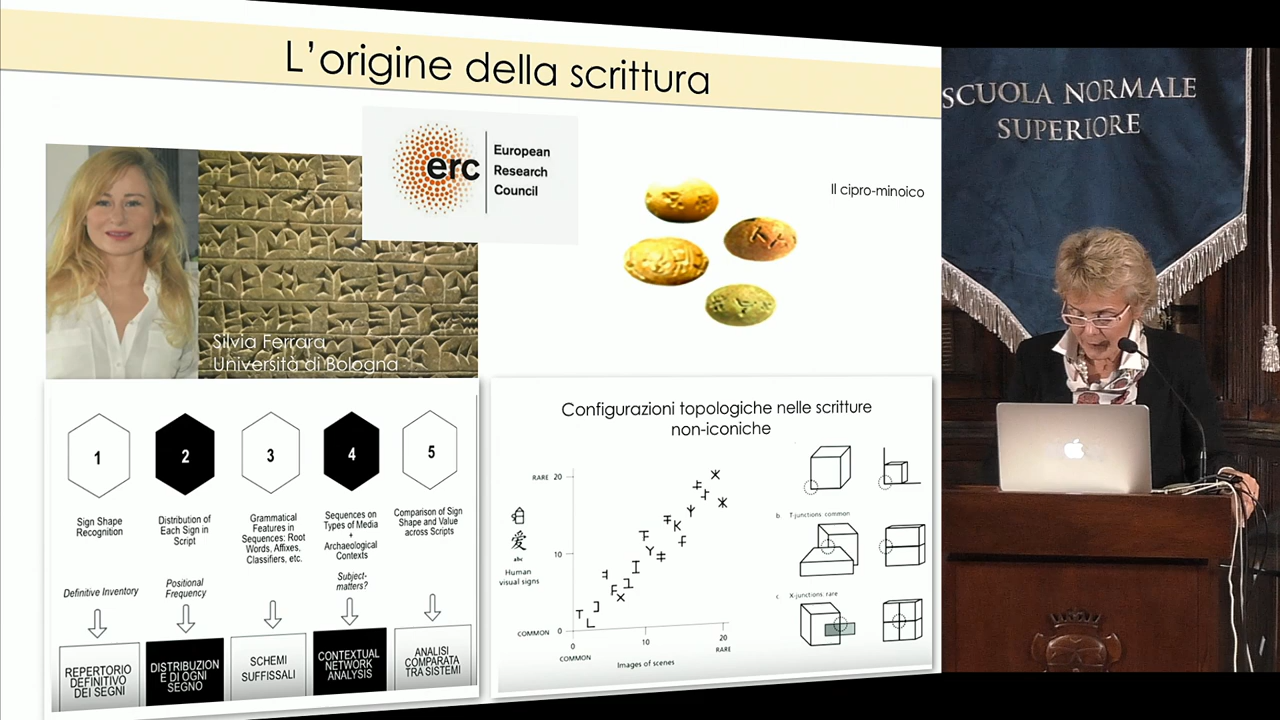 L'origine della scrittura
erc
European
Research
Council
Il cipro-minoico
SCUOLA NORMALE
SUPERIORE
Silvia Ferrara
Università di Bologna
1
2
3
4
5
Sign Shape
Recognition
Distribution of
Each Sign in
Script
Grammatical
Features in
Sequences: Root
Words, Affixes,
Classifiers, etc.
Sequences on
Types of Media
+
Archaeological
Contexts
Comparison of Sign
Shape and Value
across Scripts
Definitive Inventory
Positional
Frequency
Subject-
matters?
REPERTORIO
DEFINITIVO
DEI SEGNI
DISTRIBUZION
E DI OGNI
SEGNO
SCHEMI
SUFFISSALI
CONTEXTUAL
NETWORK
ANALYSIS
ANALISI
COMPARATA
TRA SISTEMI
Configurazioni topologiche nelle scritture
non-iconiche
RARE 20
10
COMMON 0
愛
abc
Human
visual signs
0
10
20
COMMON
RARE
Images of scenes
b. T-junctions: common
c X-junctions: rare